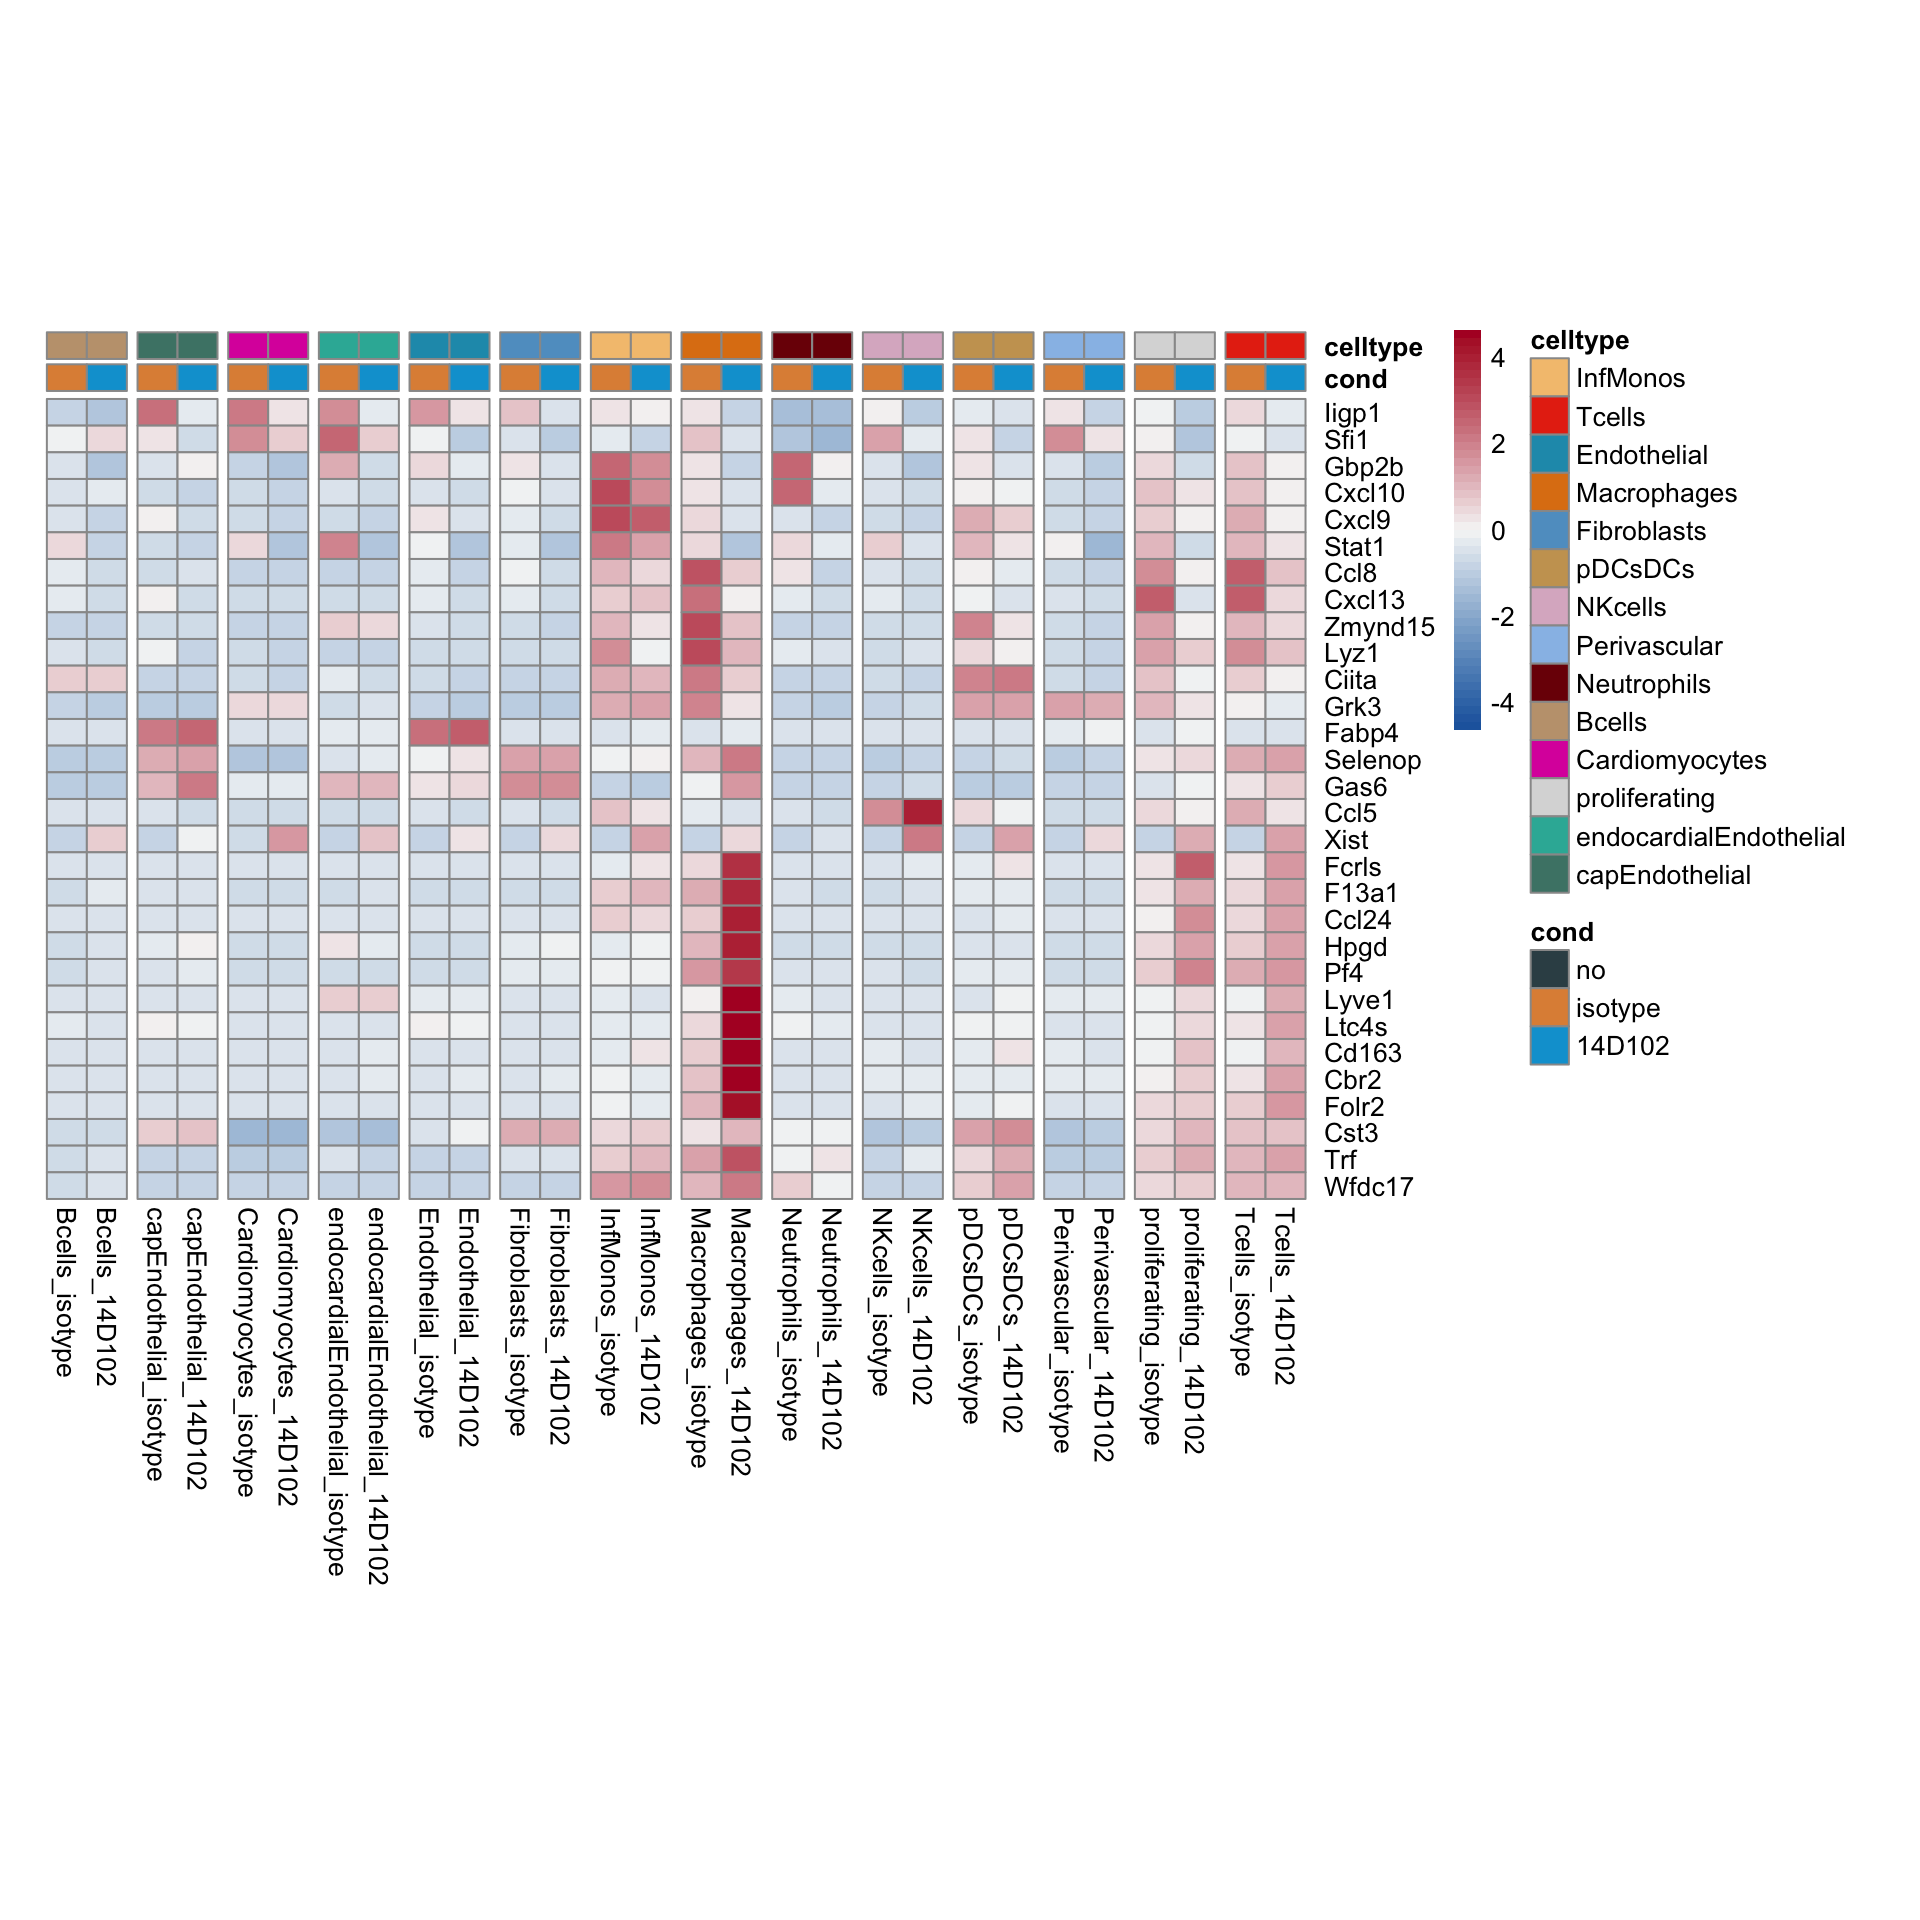 celltype
cond
Iigp1
Sfi1
Gbp2b
Cxcl10
Cxcl9
Stat1
Ccl8
Cxcl13
Zmynd15
Lyz1
Ciita
Grk3
Fabp4
Selenop
Gas6
Ccl5
Xist
Fcrls
F13a1
Ccl24
Hpgd
Pf4
Lyve1
Ltc4s
Cd163
Cbr2
Folr2
Cst3
Trf
Wfdc17
Bcells_isotype
Bcells_14D102
capEndothelial_isotype
capEndothelial_14D102
Cardiomyocytes_isotype
Cardiomyocytes_14D102
endocardialEndothelial_isotype
endocardialEndothelial_14D102
Endothelial_isotype
Endothelial_14D102
Fibroblasts_isotype
Fibroblasts_14D102
InfMonos_isotype
InfMonos_14D102
Macrophages_isotype
Macrophages_14D102
Neutrophils_isotype
Neutrophils_14D102
NKcells_isotype
NKcells_14D102
pDCsDCs_isotype
pDCsDCs_14D102
Perivascular_isotype
Perivascular_14D102
proliferating_isotype
proliferating_14D102
Tcells_isotype
Tcells_14D102
4
2
0
-2
-4
celltype
InfMonos
Tcells
Endothelial
Macrophages
Fibroblasts
pDCsDCs
NKcells
Perivascular
Neutrophils
Bcells
Cardiomyocytes
proliferating
endocardialEndothelial
capEndothelial
cond
no
isotype
14D102